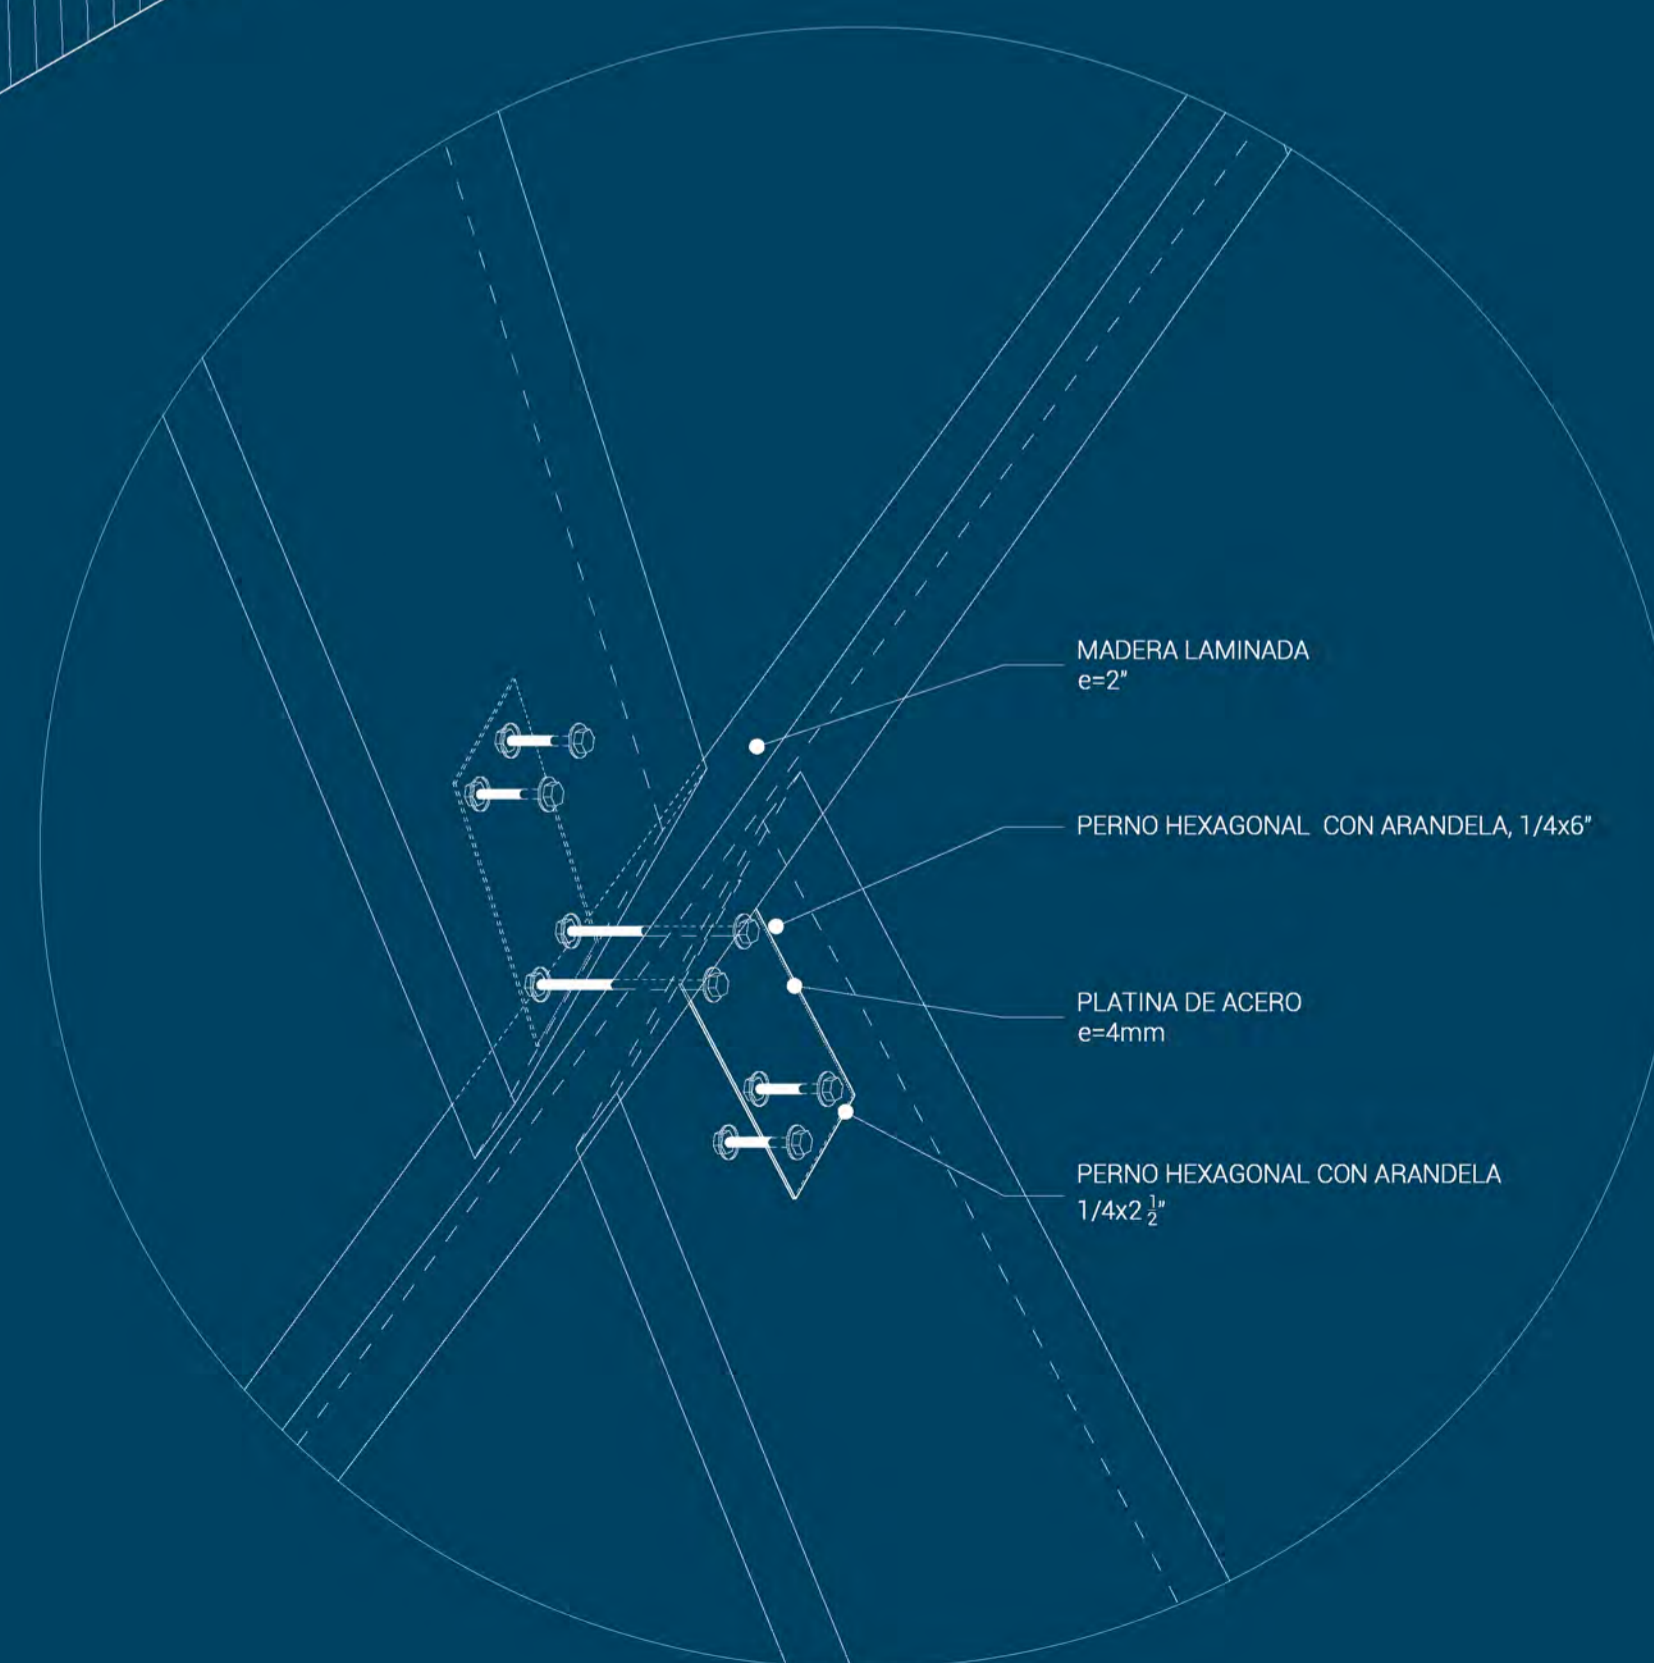 MADERA LAMINADA
e=2"
PERNO HEXAGONAL CON ARANDELA, 1/4x6"
PLATINA DE ACERO
e=4mm
PERNO HEXAGONAL CON ARANDELA
1/4x2 1/2"